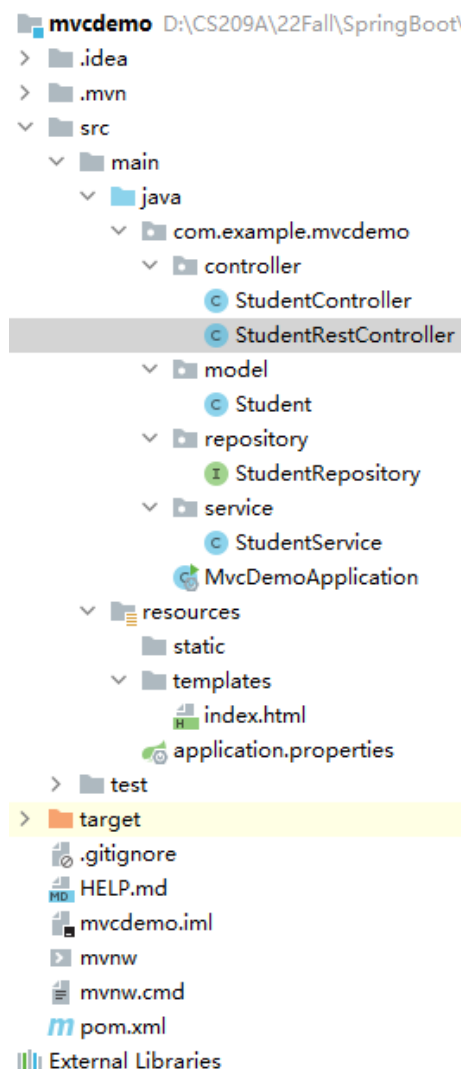 mvcdemo D:\CS209A\22Fall\SpringBoot\
.idea
.mvn
src
main
java
com.example.mvcdemo
controller
StudentController
StudentRestController
model
Student
repository
StudentRepository
service
StudentService
MvcDemoApplication
resources
static
templates
index.html
application.properties
test
target
.gitignore
HELP.md
mvcdemo.iml
mvnw
mvnw.cmd
pom.xml
External Libraries